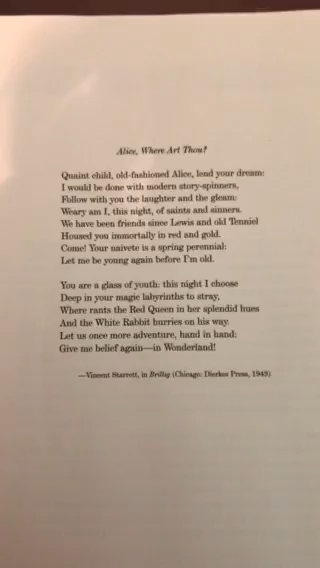 Alice, Where Art Thou?
Quaint child, old-fashioned Alice, lend your dream:
I would be done with modern story-spinners,
Follow with you the laughter and the gleam:
Weary am I, this night, of saints and sinners.
We have been friends since Lewis and old Tenniel
Housed you immortally in red and gold.
Come! Your naivete is a spring perennial:
Let me be young again before I'm old.
You are a glass of youth: this night I choose
Deep in your magic labyrinths to stray,
Where rants the Red Queen in her splendid hues
And the White Rabbit hurries on his way.
Let us once more adventure, hand in hand:
Give me belief again—in Wonderland!
—Vincent Starrett, in Brillig (Chicago: Dierkes Press, 1949)